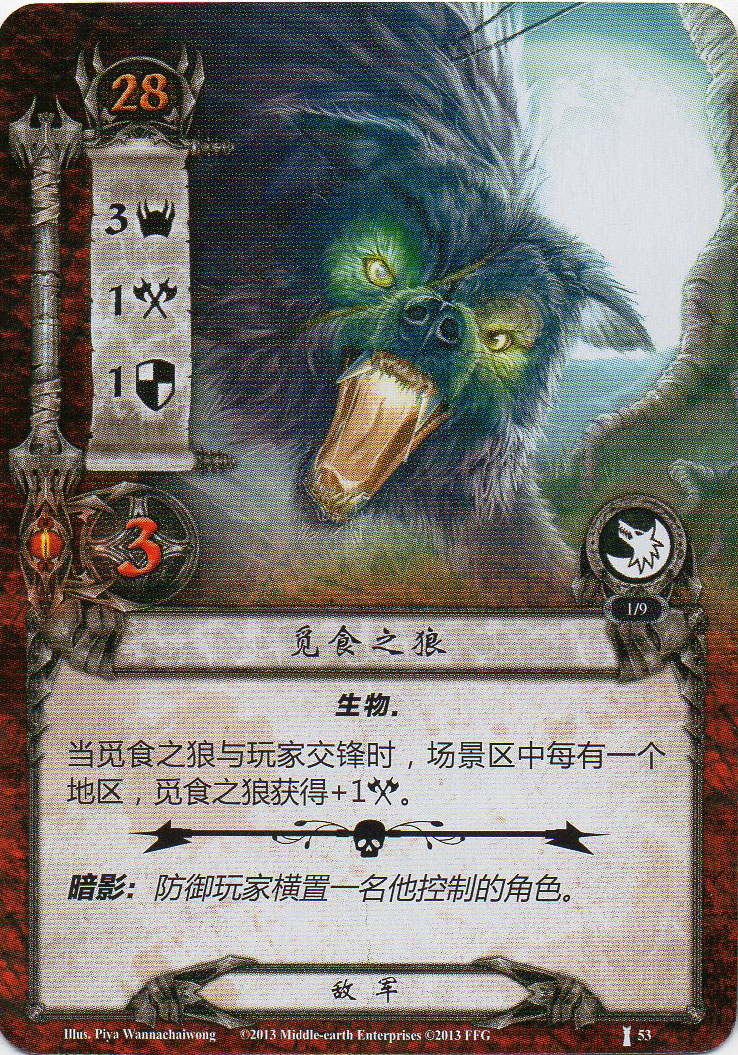 28
3
1
1
3
1/9
觅食之狼
生物.
当觅食之狼与玩家交锋时，场景区中每有一个
地区，觅食之狼获得+1。
暗影：防御玩家横置一名他控制的角色。
敌军
Illus. Piya Wannachaiwong ©2013 Middle-earth Enterprises ©2013 FFG 53